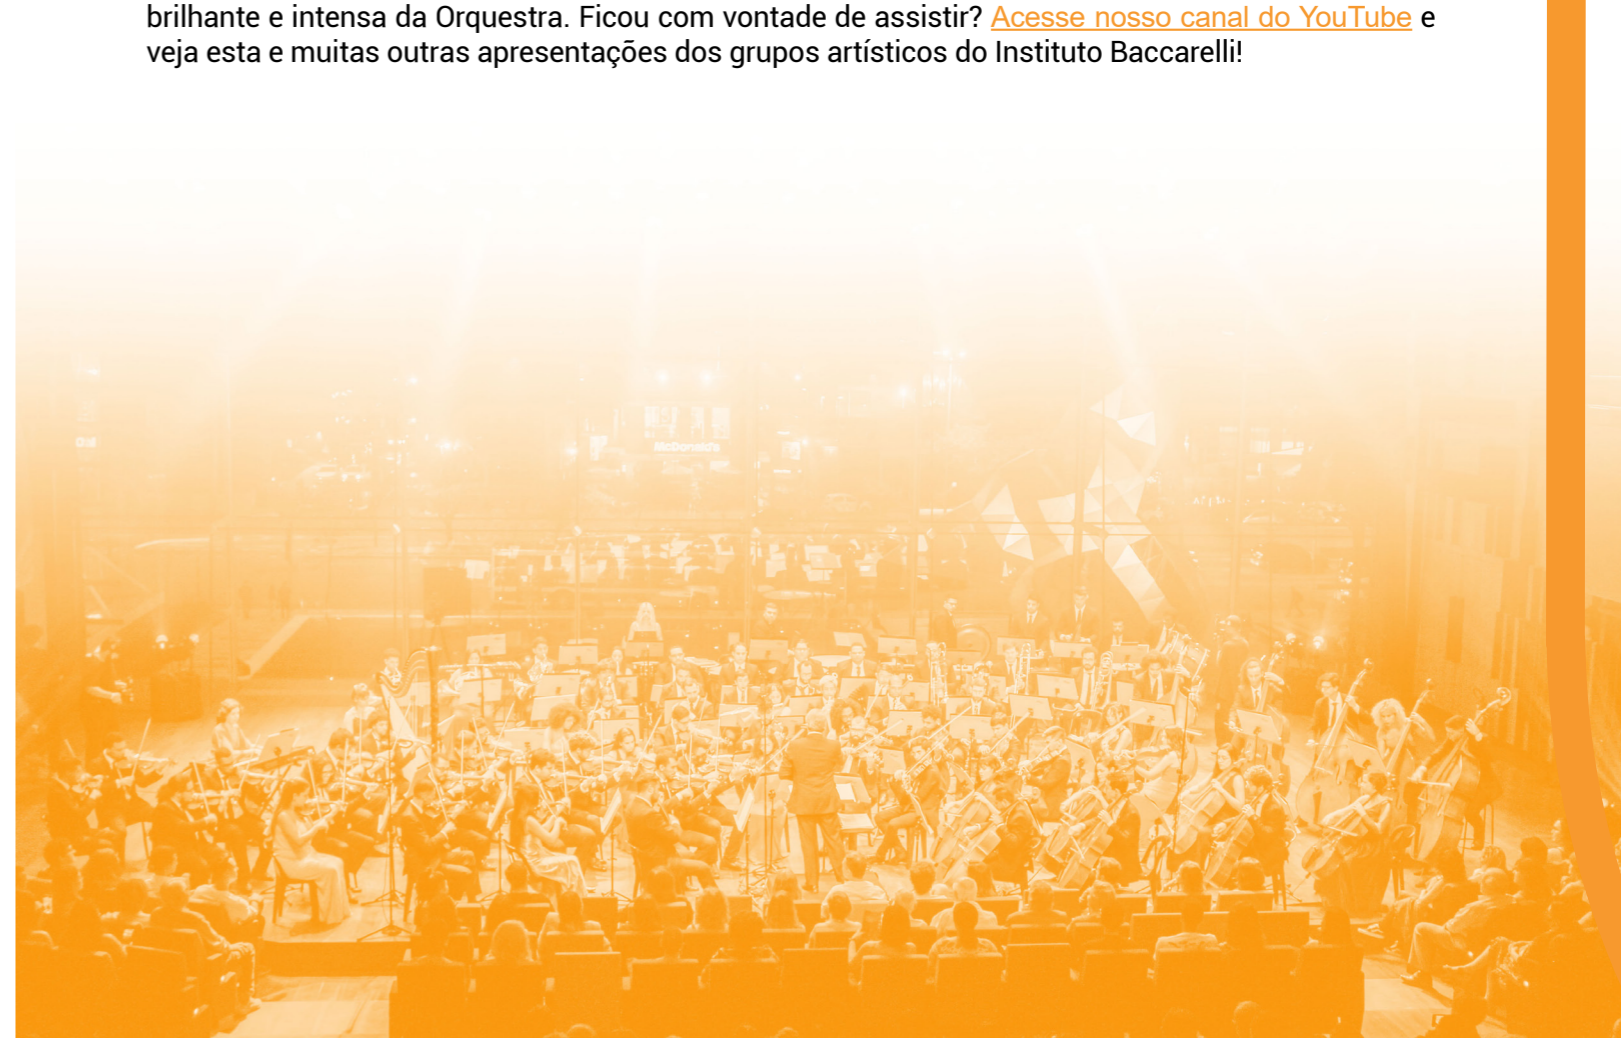 brilhante e intensa da Orquestra. Ficou com vontade de assistir? Acesse nosso canal do YouTube e
veja esta e muitas outras apresentações dos grupos artísticos do Instituto Baccarelli!
McDonald's